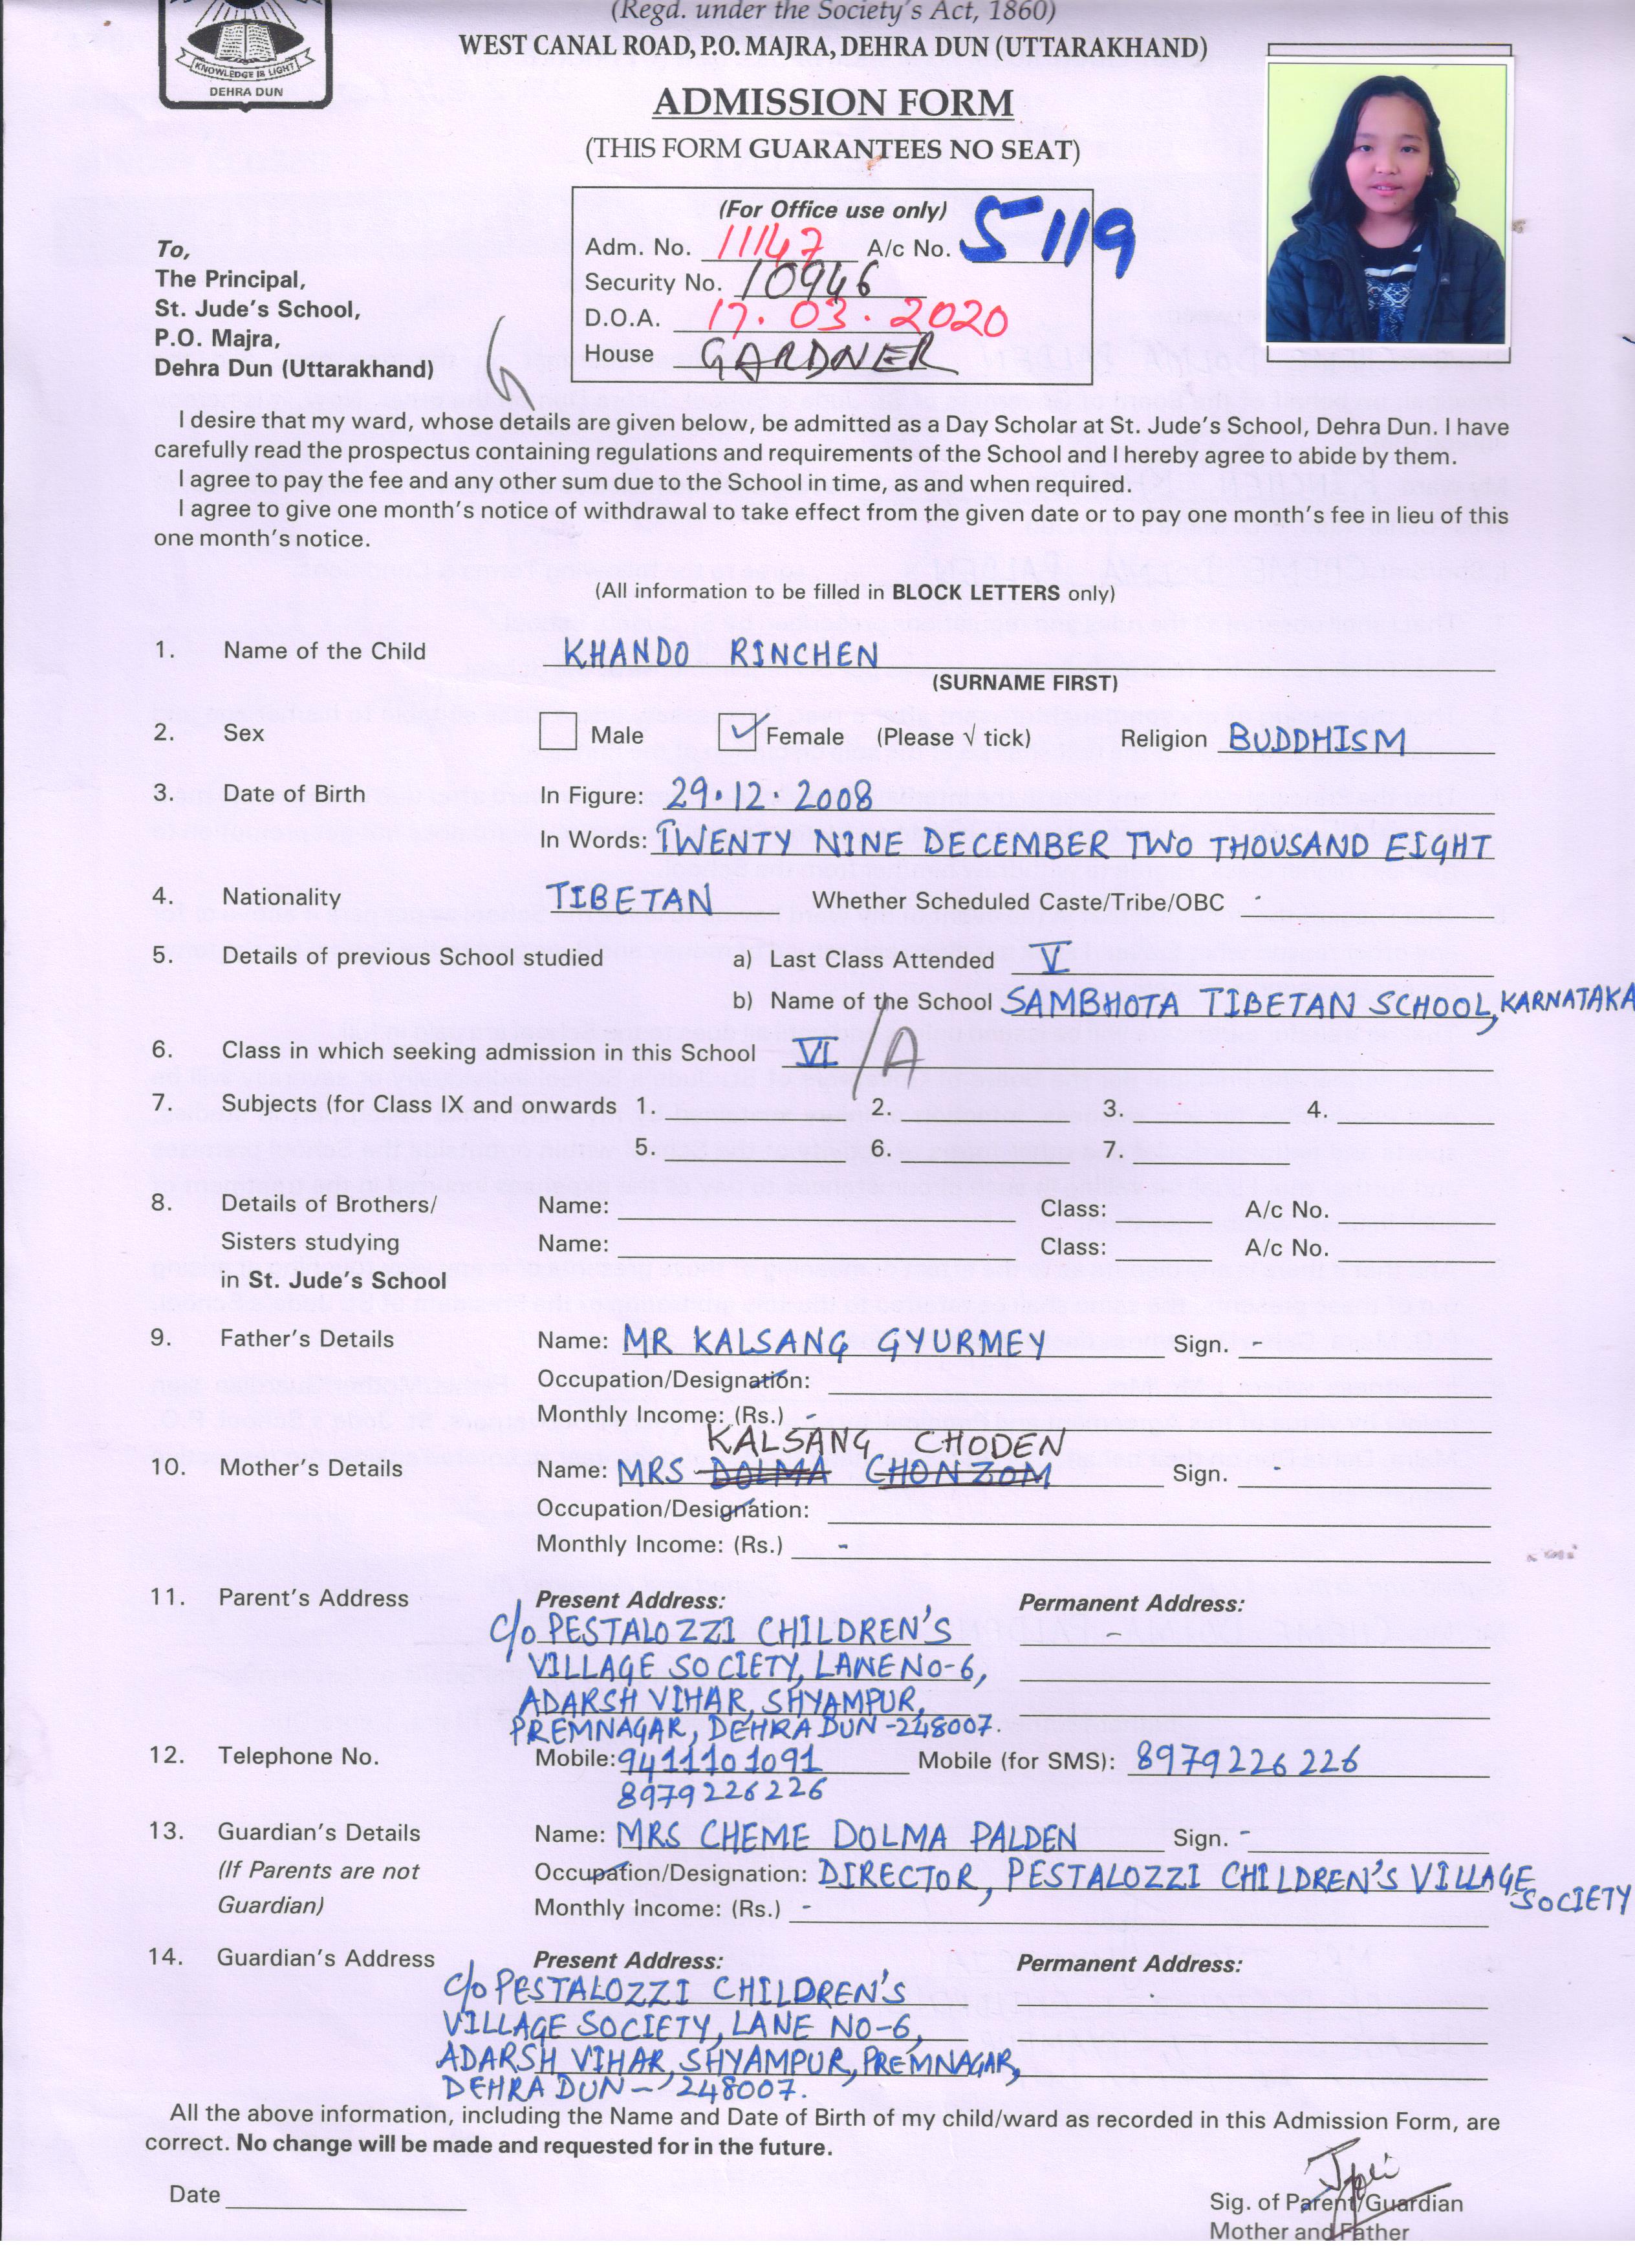 (Regd. under the Society's Act, 1860)
WEST CANAL ROAD, P.O. MAJRA, DEHRA DUN (UTTARAKHAND)
KNOWLEDGE IS LIGHT
DEHRA DUN
ADMISSION FORM
(THIS FORM GUARANTEES NO SEAT)
(For Office use only)
Adm. No. 11147 A/c No. 5119
Security No. 10946
D.O.A. 17.03.2020
House GARDNER
To,
The Principal,
St. Jude's School,
P.O. Majra,
Dehra Dun (Uttarakhand)
I desire that my ward, whose details are given below, be admitted as a Day Scholar at St. Jude's School, Dehra Dun. I have
carefully read the prospectus containing regulations and requirements of the School and I hereby agree to abide by them.
I agree to pay the fee and any other sum due to the School in time, as and when required.
I agree to give one month's notice of withdrawal to take effect from the given date or to pay one month's fee in lieu of this
one month's notice.
(All information to be filled in BLOCK LETTERS only)
1. Name of the Child KHANDO RINCHEN
(SURNAME FIRST)
2. Sex Male Female (Please √ tick) Religion BUDDHISM
3. Date of Birth In Figure: 29.12.2008
In Words: TWENTY NINE DECEMBER TWO THOUSAND EIGHT
4. Nationality TIBETAN Whether Scheduled Caste/Tribe/OBC -
5. Details of previous School studied a) Last Class Attended V
b) Name of the School SAMBHOTA TIBETAN SCHOOL, KARNATAKA
6. Class in which seeking admission in this School VI/A
7. Subjects (for Class IX and onwards 1. 2. 3. 4.
5. 6. 7.
8. Details of Brothers/ Name: Class: A/c No.
Sisters studying Name: Class: A/c No.
in St. Jude's School
9. Father's Details Name: MR KALSANG GYURMEY Sign. -
Occupation/Designation:
Monthly Income: (Rs.) -
KALSANG CHODEN
10. Mother's Details Name: MRS DOLMA CHONZOM Sign. -
Occupation/Designation:
Monthly Income: (Rs.) -
11. Parent's Address Present Address: Permanent Address:
C/o PESTALOZZI CHILDREN'S -
VILLAGE SOCIETY, LANE NO-6,
ADARSH VIHAR, SHYAMPUR,
PREMNAGAR, DEHRA DUN-248007.
12. Telephone No. Mobile: 9411101091 Mobile (for SMS): 8979226226
8979226226
13. Guardian's Details Name: MRS CHEME DOLMA PALDEN Sign. -
(If Parents are not Occupation/Designation: DIRECTOR, PESTALOZZI CHILDREN'S VILLAGE SOCIETY
Guardian) Monthly Income: (Rs.) -
14. Guardian's Address Present Address: Permanent Address:
C/o PESTALOZZI CHILDREN'S
VILLAGE SOCIETY, LANE NO-6,
ADARSH VIHAR, SHYAMPUR, PREMNAGAR,
DEHRA DUN - 248007.
All the above information, including the Name and Date of Birth of my child/ward as recorded in this Admission Form, are
correct. No change will be made and requested for in the future.
Date
Sig. of Parent/Guardian
Mother and Father